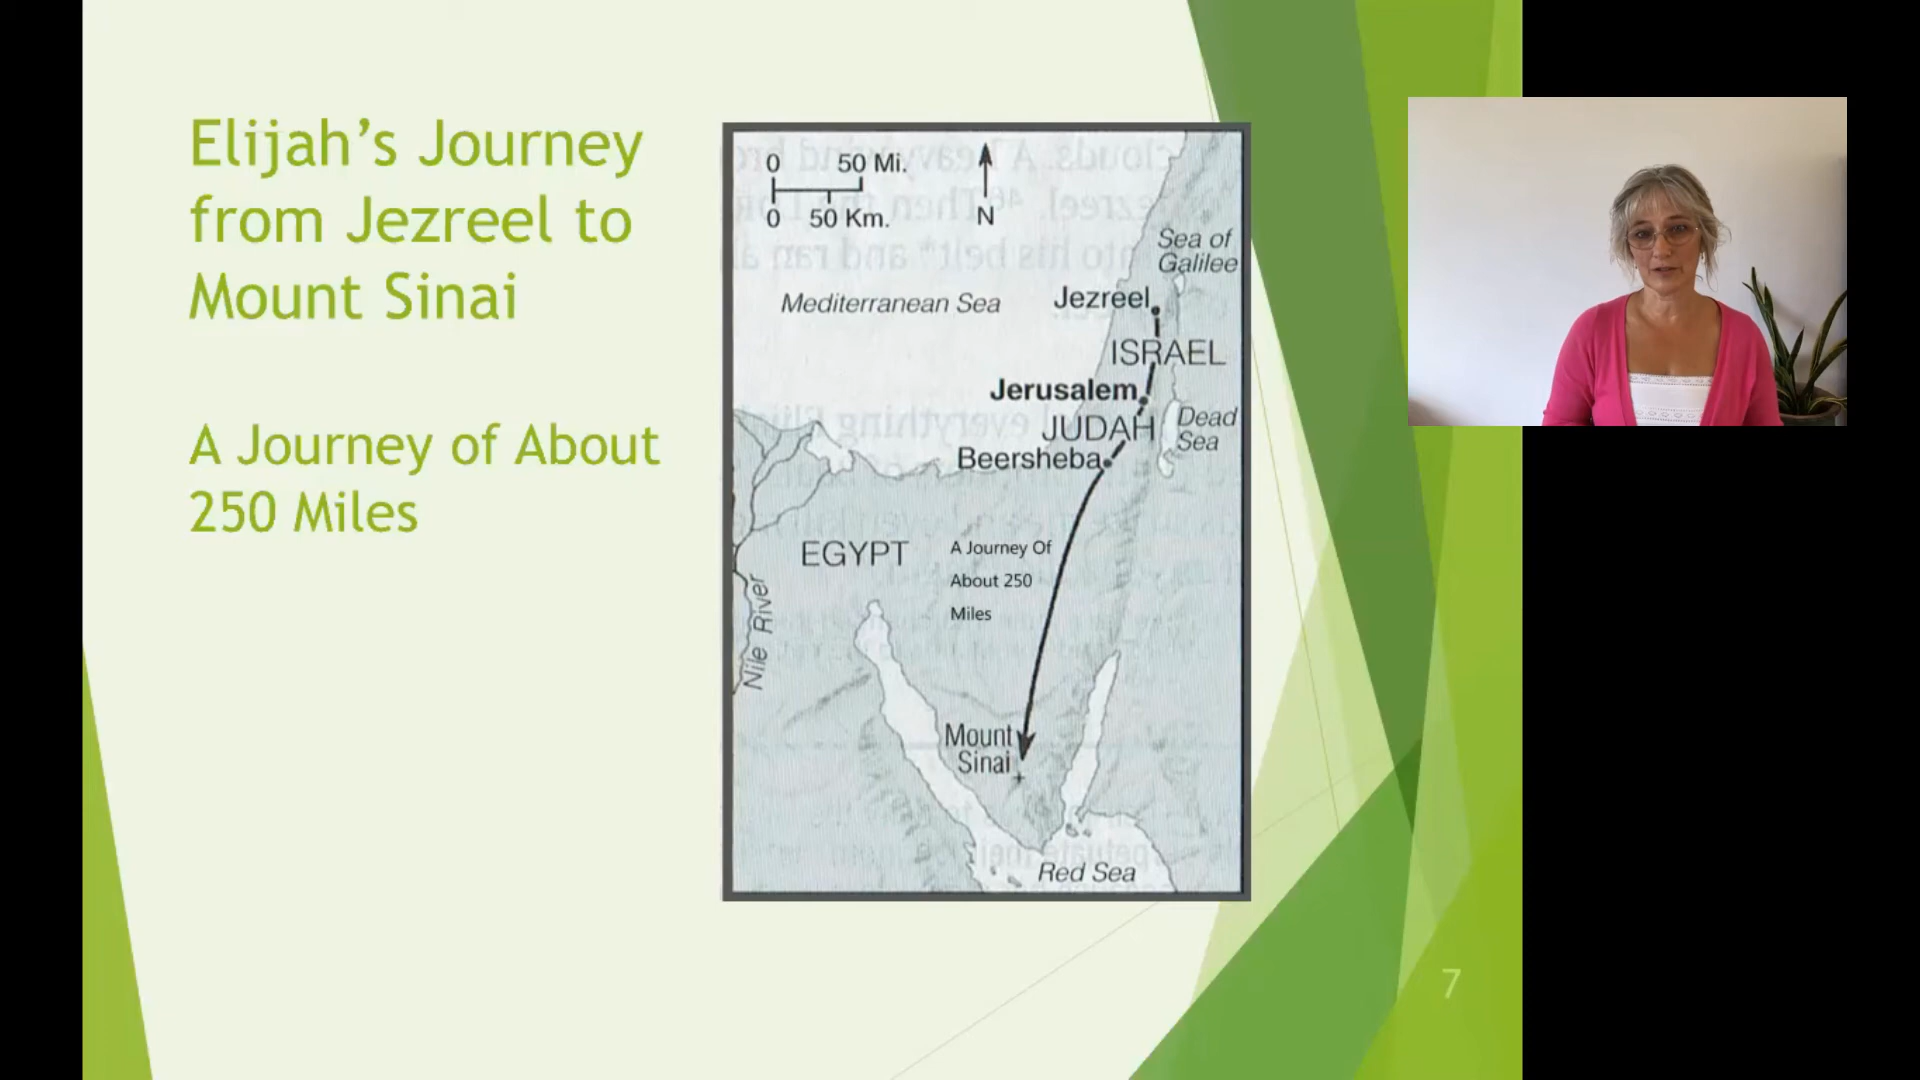 Elijah's Journey
from Jezreel to
Mount Sinai
A Journey of About
250 Miles
0 50 Mi.
0 50 Km.
N
Sea of
Galilee
Mediterranean Sea
Jezreel
ISRAEL
Jerusalem
JUDAH
Dead
Sea
Beersheba
EGYPT
A Journey Of
About 250
Miles
Nile River
Mount
Sinai
Red Sea
7